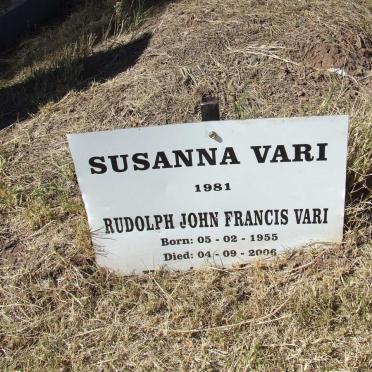 SUSANNA VARI
1981
RUDOLPH JOHN FRANCIS VARI
Born: 05 - 02 - 1955
Died: 04 - 09 - 2006